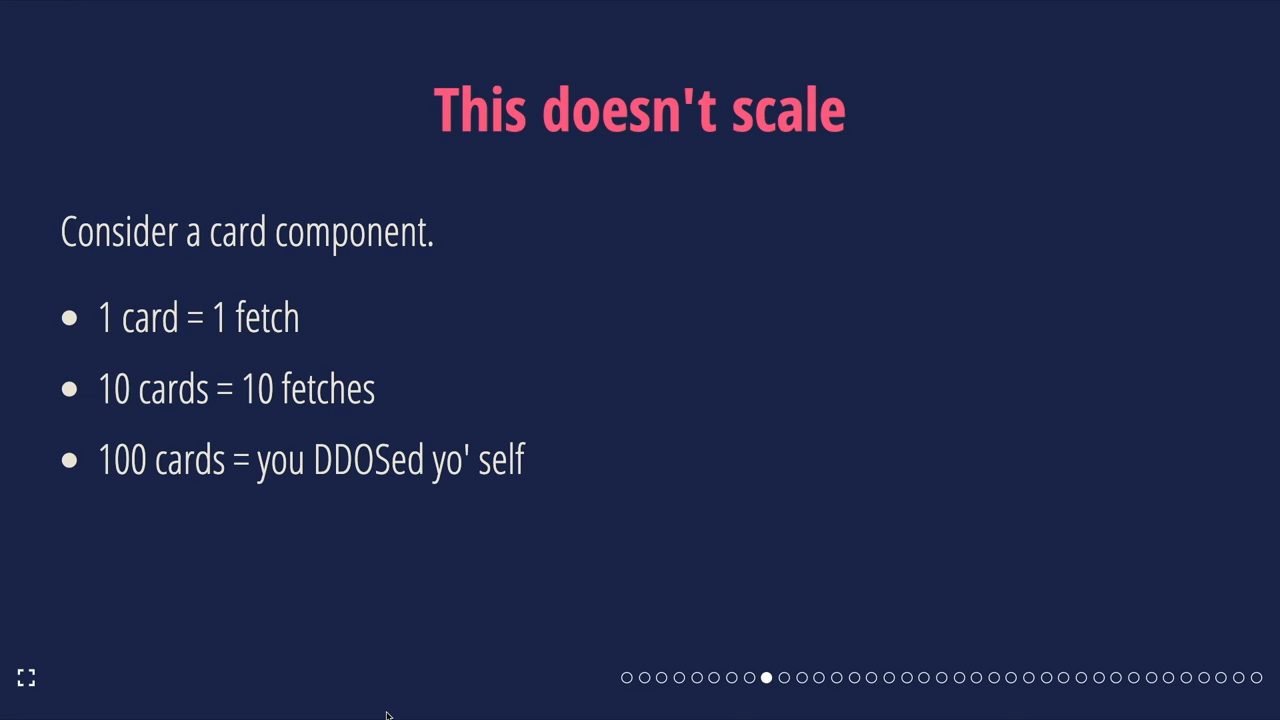 This doesn't scale
Consider a card component.
1 card = 1 fetch
10 cards = 10 fetches
100 cards = you DDOSed yo' self